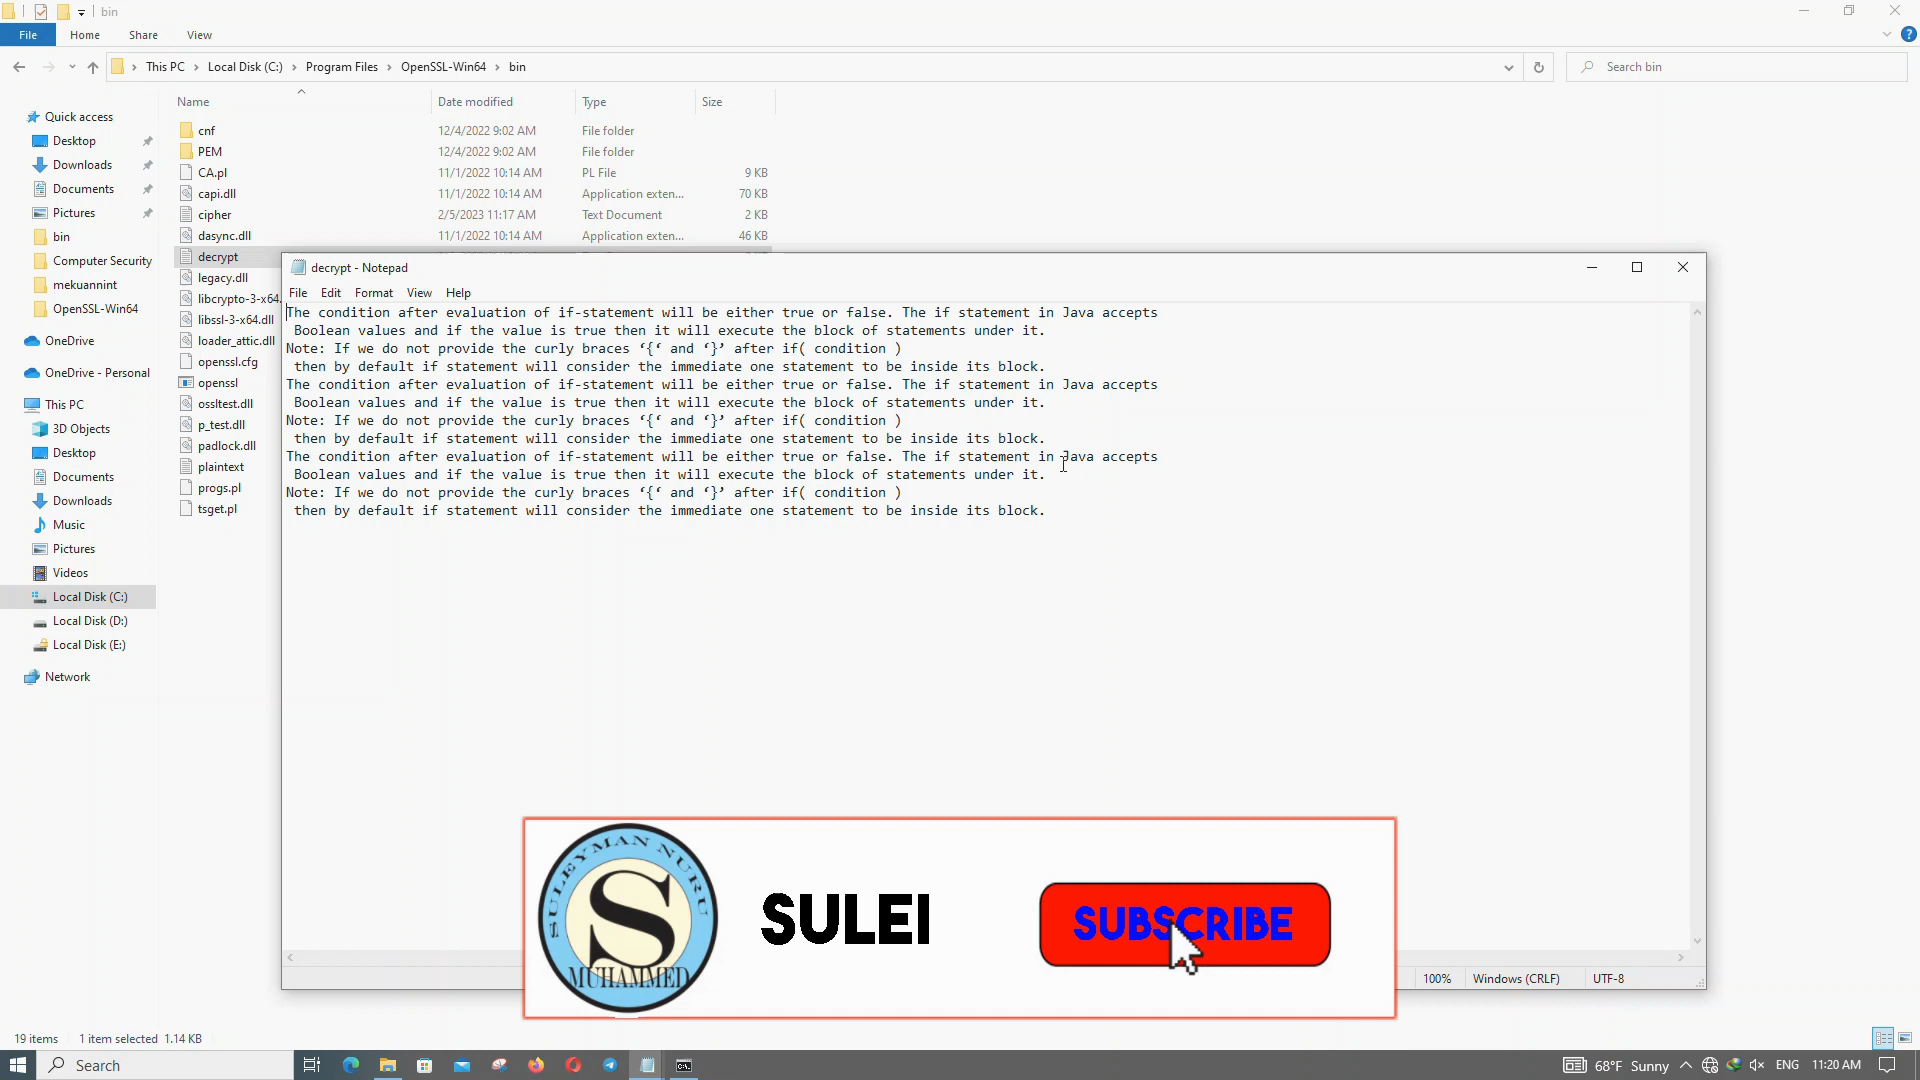 bin
File
Home
Share
View
This PC
Local Disk (C:)
Program Files
OpenSSL-Win64
bin
Search bin
Name
Date modified
Type
Size
Quick access
Desktop
Downloads
Documents
Pictures
bin
Computer Security
mekuannint
OpenSSL-Win64
OneDrive
OneDrive - Personal
This PC
3D Objects
Desktop
Documents
Downloads
Music
Pictures
Videos
Local Disk (C:)
Local Disk (D:)
Local Disk (E:)
Network
cnf 12/4/2022 9:02 AM File folder
PEM 12/4/2022 9:02 AM File folder
CA.pl 11/1/2022 10:14 AM PL File 9 KB
capi.dll 11/1/2022 10:14 AM Application exten... 70 KB
cipher 2/5/2023 11:17 AM Text Document 2 KB
dasync.dll 11/1/2022 10:14 AM Application exten... 46 KB
decrypt
legacy.dll
libcrypto-3-x64.
libssl-3-x64.dll
loader_attic.dll
openssl.cfg
openssl
ossltest.dll
p_test.dll
padlock.dll
plaintext
progs.pl
tsget.pl
decrypt - Notepad
File Edit Format View Help
The condition after evaluation of if-statement will be either true or false. The if statement in Java accepts
Boolean values and if the value is true then it will execute the block of statements under it.
Note: If we do not provide the curly braces ‘{‘ and ‘}’ after if( condition )
then by default if statement will consider the immediate one statement to be inside its block.
The condition after evaluation of if-statement will be either true or false. The if statement in Java accepts
Boolean values and if the value is true then it will execute the block of statements under it.
Note: If we do not provide the curly braces ‘{‘ and ‘}’ after if( condition )
then by default if statement will consider the immediate one statement to be inside its block.
The condition after evaluation of if-statement will be either true or false. The if statement in Java accepts
Boolean values and if the value is true then it will execute the block of statements under it.
Note: If we do not provide the curly braces ‘{‘ and ‘}’ after if( condition )
then by default if statement will consider the immediate one statement to be inside its block.
SULEYMAN NURU
S
MUHAMMED
SULEI
SUBSCRIBE
100%
Windows (CRLF)
UTF-8
19 items
1 item selected 1.14 KB
Search
68°F Sunny
ENG
11:20 AM